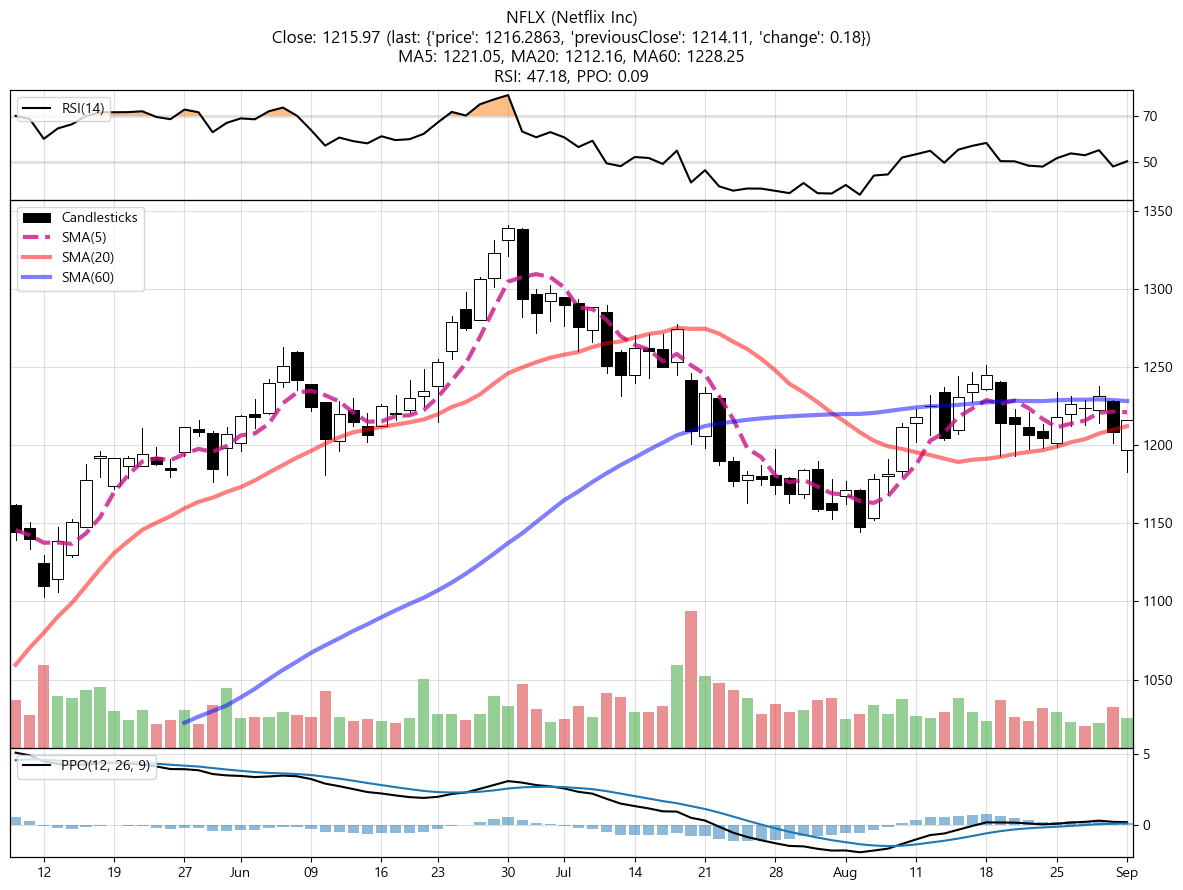 NFLX (Netflix Inc)
Close: 1215.97 (last: {'price': 1216.2863, 'previousClose': 1214.11, 'change': 0.18})
MA5: 1221.05, MA20: 1212.16, MA60: 1228.25
RSI: 47.18, PPO: 0.09
RSI(14)
70
50
Candlesticks
SMA(5)
SMA(20)
SMA(60)
1350
1300
1250
1200
1150
1100
1050
PPO(12, 26, 9)
5
0
12 19 27 Jun 09 16 23 30 Jul 14 21 28 Aug 11 18 25 Sep